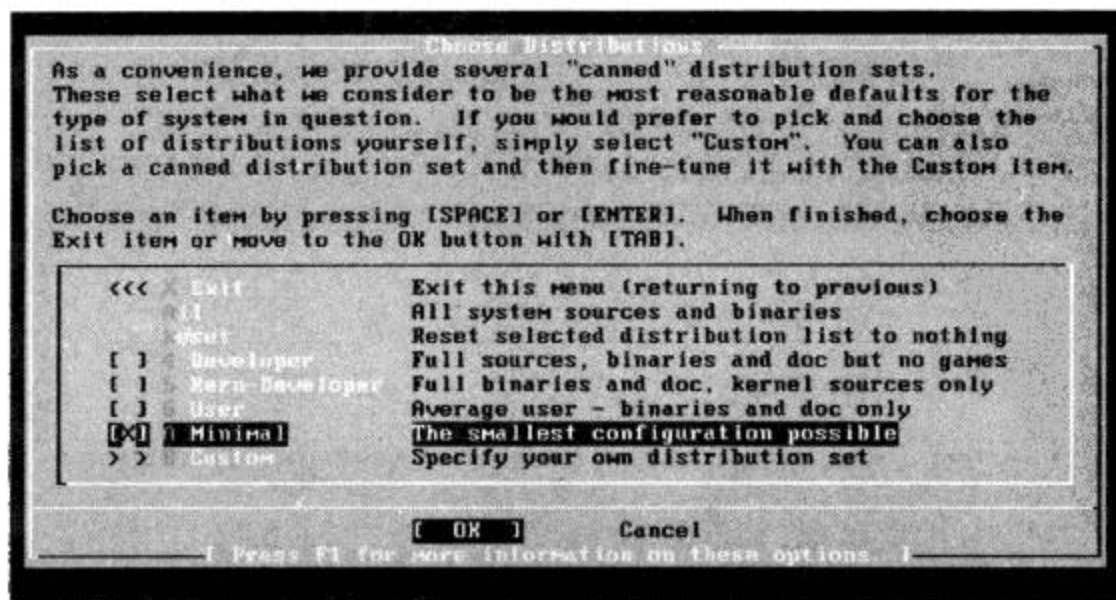 Choose Distributions
As a convenience, we provide several "canned" distribution sets.
These select what we consider to be the most reasonable defaults for the
type of system in question.  If you would prefer to pick and choose the
list of distributions yourself, simply select "Custom".  You can also
pick a canned distribution set and then fine-tune it with the Custom item.
Choose an item by pressing [SPACE] or [ENTER].  When finished, choose the
Exit item or move to the OK button with [TAB].
<<< X Exit Exit this menu (returning to previous)
All All system sources and binaries
Reset Reset selected distribution list to nothing
[ ] 4 Developer Full sources, binaries and doc but no games
[ ] 5 Kern-Developer Full binaries and doc, kernel sources only
[ ] 6 User Average user - binaries and doc only
[X] Minimal The smallest configuration possible
> > Custom Specify your own distribution set
[ OK ] Cancel
[ Press F1 for more information on these options. ]